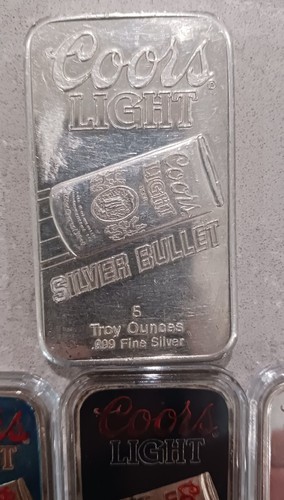 Coors
LIGHT
Coors
LIGHT
SILVER BULLET
5
Troy Ounces
.999 Fine Silver
Coors
LIGHT